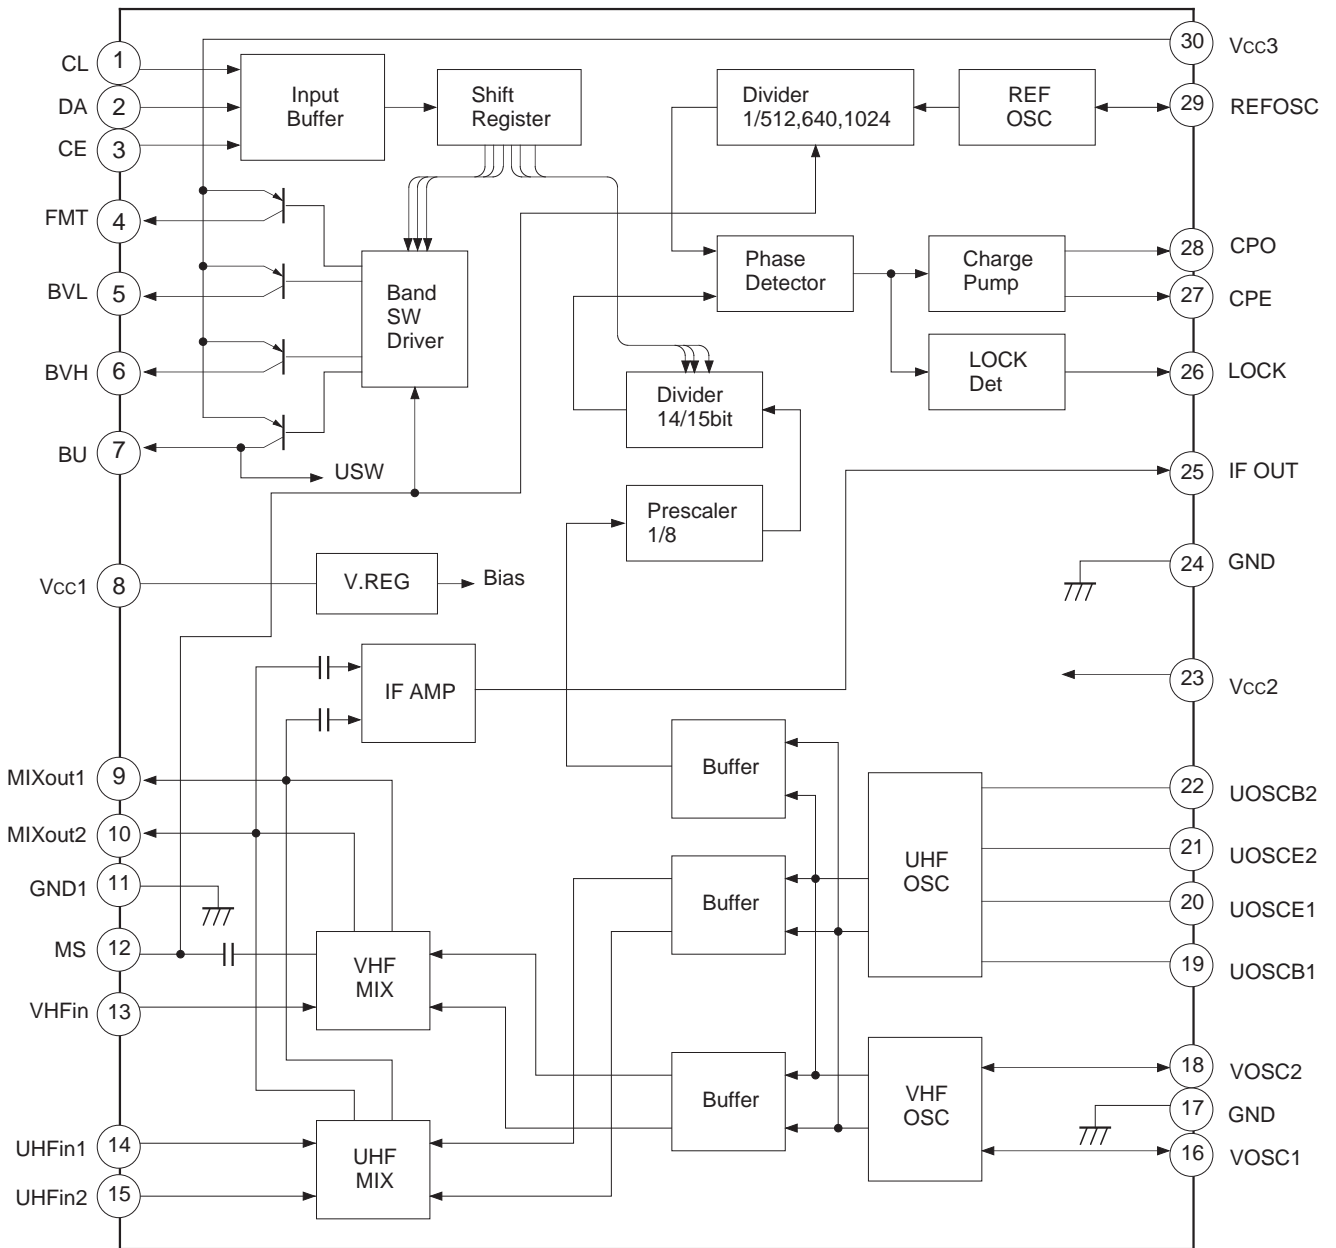 CL
1
DA
2
CE
3
FMT
4
BVL
5
BVH
6
BU
7
Vcc1
8
MIXout1
9
MIXout2
10
GND1
11
MS
12
VHFin
13
UHFin1
14
UHFin2
15
Input
Buffer
Shift
Register
Divider
1/512,640,1024
REF
OSC
Band
SW
Driver
Phase
Detector
Charge
Pump
LOCK
Det
Divider
14/15bit
USW
Prescaler
1/8
V.REG
Bias
IF AMP
Buffer
Buffer
UHF
OSC
VHF
MIX
Buffer
VHF
OSC
UHF
MIX
30
Vcc3
29
REFOSC
28
CPO
27
CPE
26
LOCK
25
IF OUT
24
GND
23
Vcc2
22
UOSCB2
21
UOSCE2
20
UOSCE1
19
UOSCB1
18
VOSC2
17
GND
16
VOSC1